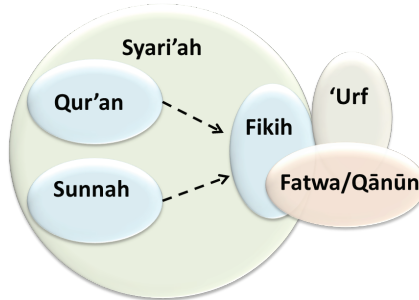 Syari’ah
Qur’an
‘Urf
Fikih
Sunnah
Fatwa/Qānūn